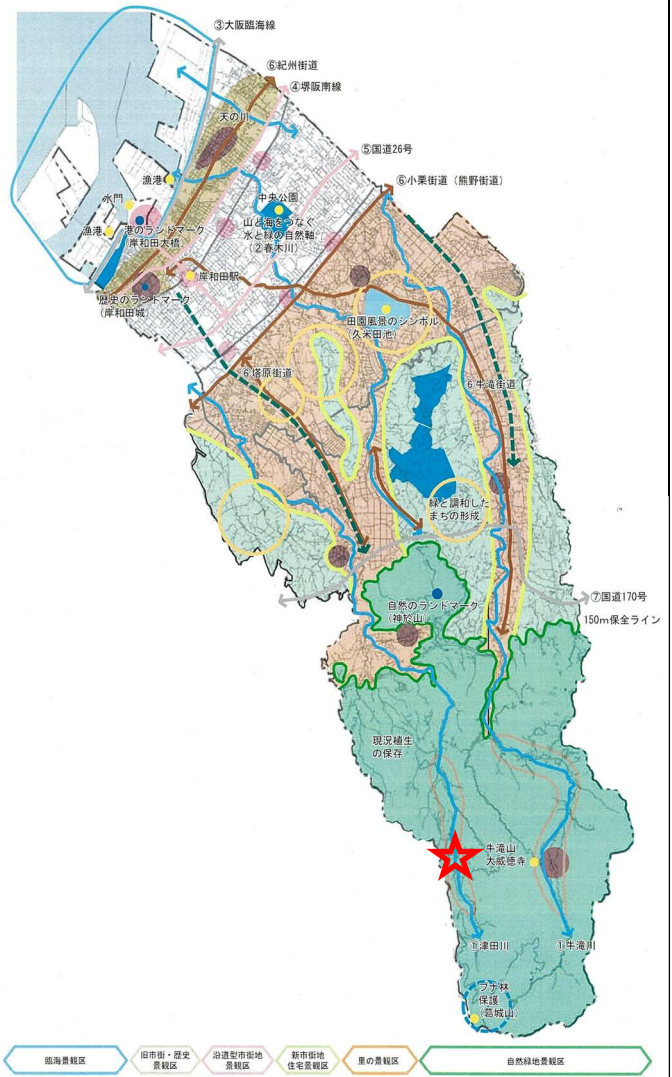 ③大阪臨海線
⑥紀州街道
④堺阪南線
天の川
⑤国道26号
漁港
⑥小栗街道（熊野街道）
水門
中央公園
山と海をつなぐ
水と緑の自然軸
（②春木川）
漁港
港のランドマーク
（岸和田大橋）
岸和田駅
歴史のランドマーク
（岸和田城）
田園風景のシンボル
（久米田池）
6塔原街道
6牛滝街道
緑と調和した
まちの形成
⑦国道170号
自然のランドマーク
（神於山）
150m保全ライン
現況植生
の保存
牛滝山
大威徳寺
①津田川
①牛滝川
ブナ林
保護
（葛城山）
臨海景観区
旧市街・歴史
景観区
沿道型市街地
景観区
新市街地
住宅景観区
里の景観区
自然緑地景観区